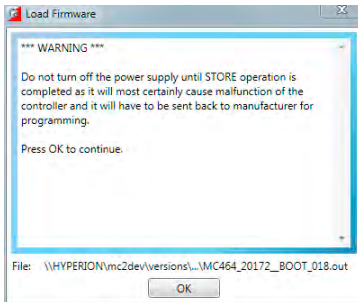 Load Firmware
*** WARNING ***
Do not turn off the power supply until STORE operation is
completed as it will most certainly cause malfunction of the
controller and it will have to be sent back to manufacturer for
programming.
Press OK to continue.
File: \\HYPERION\mc2dev\versions\...\MC464_20172__BOOT_018.out
OK